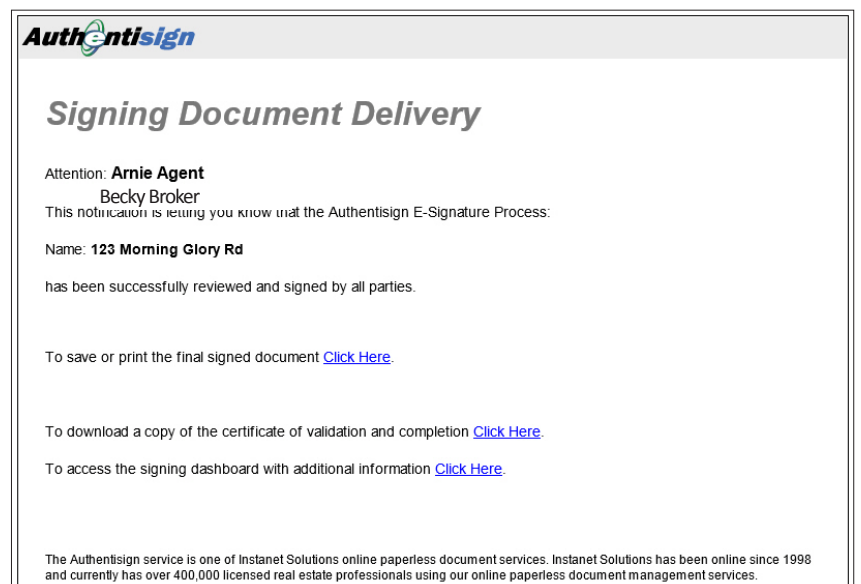 Authentisign
Signing Document Delivery
Attention: Arnie Agent
Becky Broker
This notification is letting you know that the Authentisign E-Signature Process:
Name: 123 Morning Glory Rd
has been successfully reviewed and signed by all parties.
To save or print the final signed document Click Here.
To download a copy of the certificate of validation and completion Click Here.
To access the signing dashboard with additional information Click Here.
The Authentisign service is one of Instanet Solutions online paperless document services. Instanet Solutions has been online since 1998
and currently has over 400,000 licensed real estate professionals using our online paperless document management services.